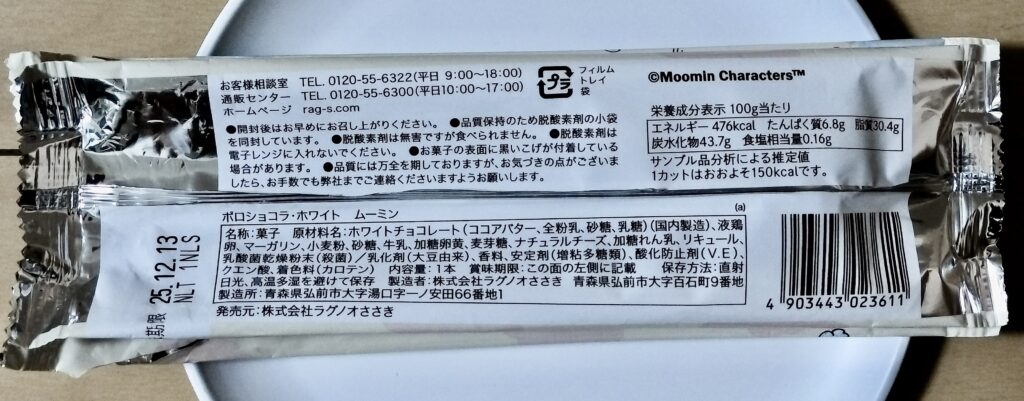 お客様相談室 TEL. 0120-55-6322(平日 9:00〜18:00)
通販センター TEL. 0120-55-6300(平日10:00〜17:00)
ホームページ rag-s.com
プラ
フィルム
トレイ
袋
●開封後はお早めにお召し上がりください。 ●品質保持のため脱酸素剤の小袋
を同封しています。 ●脱酸素剤は無害ですが食べられません。 ●脱酸素剤は
電子レンジに入れないでください。 ●お菓子の表面に黒いこげが付着している
場合があります。 ●品質には万全を期しておりますが、お気づきの点がございま
したら、お手数でも弊社までご連絡くださいますようお願いします。
©Moomin Characters™
栄養成分表示 100g当たり
エネルギー 476kcal たんぱく質6.8g 脂質30.4g
炭水化物43.7g 食塩相当量0.16g
サンプル品分析による推定値
1カットはおおよそ150kcalです。
ポロショコラ・ホワイト ムーミン
(a)
名称:菓子 原材料名:ホワイトチョコレート(ココアバター、全粉乳、砂糖、乳糖)(国内製造)、液鶏
卵、マーガリン、小麦粉、砂糖、牛乳、加糖卵黄、麦芽糖、ナチュラルチーズ、加糖れん乳、リキュール、
乳酸菌乾燥粉末(殺菌)/乳化剤(大豆由来)、香料、安定剤(増粘多糖類)、酸化防止剤(V.E)、
クエン酸、着色料(カロテン) 内容量:1本 賞味期限:この面の左側に記載 保存方法:直射
日光、高温多湿を避けて保存 製造者:株式会社ラグノオささき 青森県弘前市大字百石町9番地
製造所:青森県弘前市大字湯口字一ノ安田66番地1
発売元:株式会社ラグノオささき
期限 25.12.13
NLT 1NLS
4 903443 023611